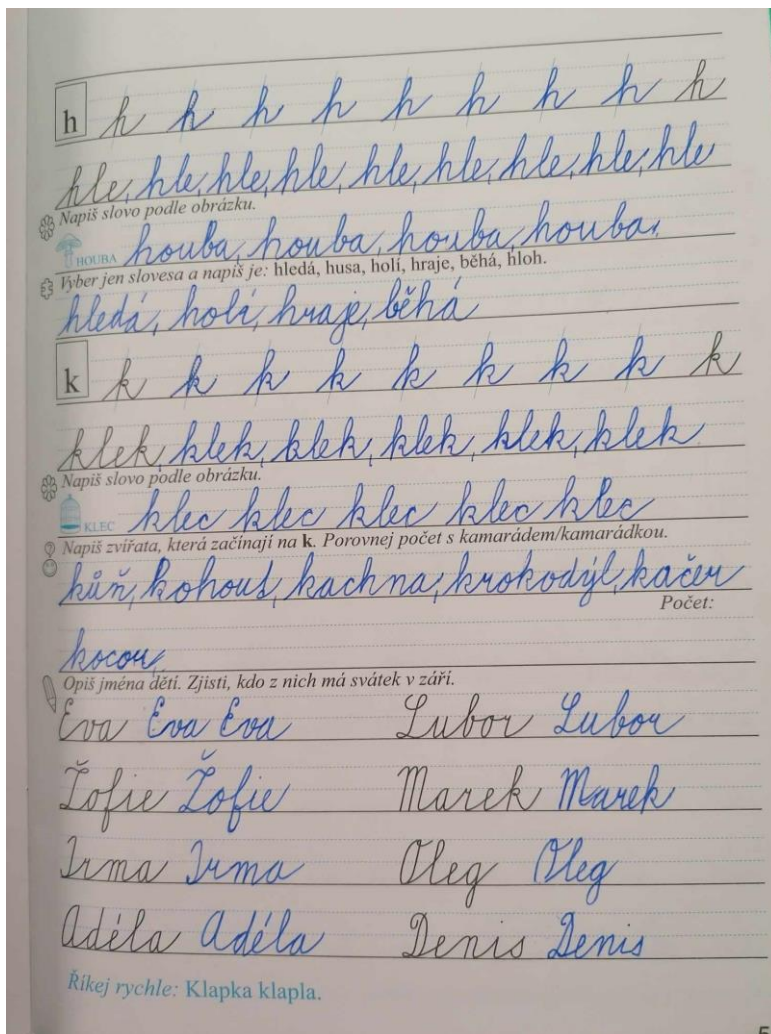 h h h h h h h h h h
hle, hle, hle, hle, hle, hle, hle, hle, hle
Napiš slovo podle obrázku.
HOUBA houba, houba, houba, houba,
Vyber jen slovesa a napiš je: hledá, husa, holí, hraje, běhá, hloh.
hledá, holí, hraje, běhá
k k k k k k k k k k
klek, klek, klek, klek, klek, klek
Napiš slovo podle obrázku.
KLEC klec klec klec klec klec
Napiš zvířata, která začínají na k. Porovnej počet s kamarádem/kamarádkou.
kůň, kohout, kachna, krokodýl, kačer
Počet:
kocour,
Opiš jména dětí. Zjisti, kdo z nich má svátek v září.
Eva Eva Eva Lubor Lubor
Žofie Žofie Marek Marek
Irma Irma Oleg Oleg
Adéla Adéla Denis Denis
Říkej rychle: Klapka klapla.